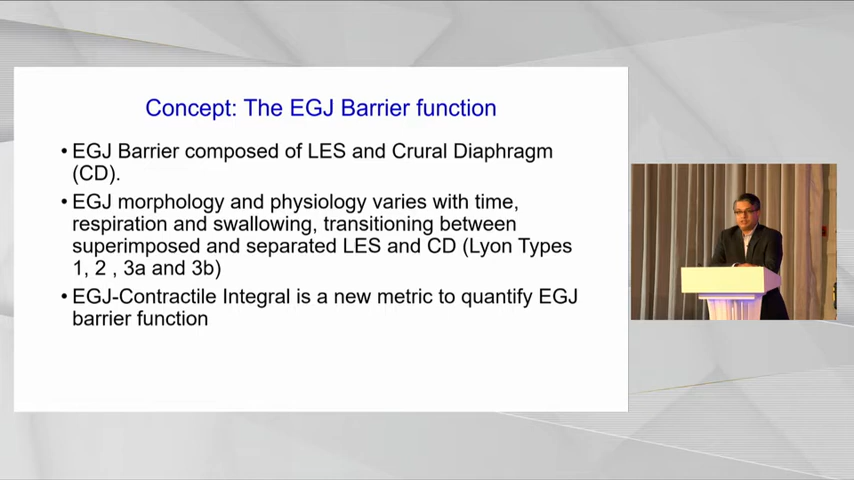 Concept: The EGJ Barrier function
• EGJ Barrier composed of LES and Crural Diaphragm
(CD).
• EGJ morphology and physiology varies with time,
respiration and swallowing, transitioning between
superimposed and separated LES and CD (Lyon Types
1, 2 , 3a and 3b)
• EGJ-Contractile Integral is a new metric to quantify EGJ
barrier function